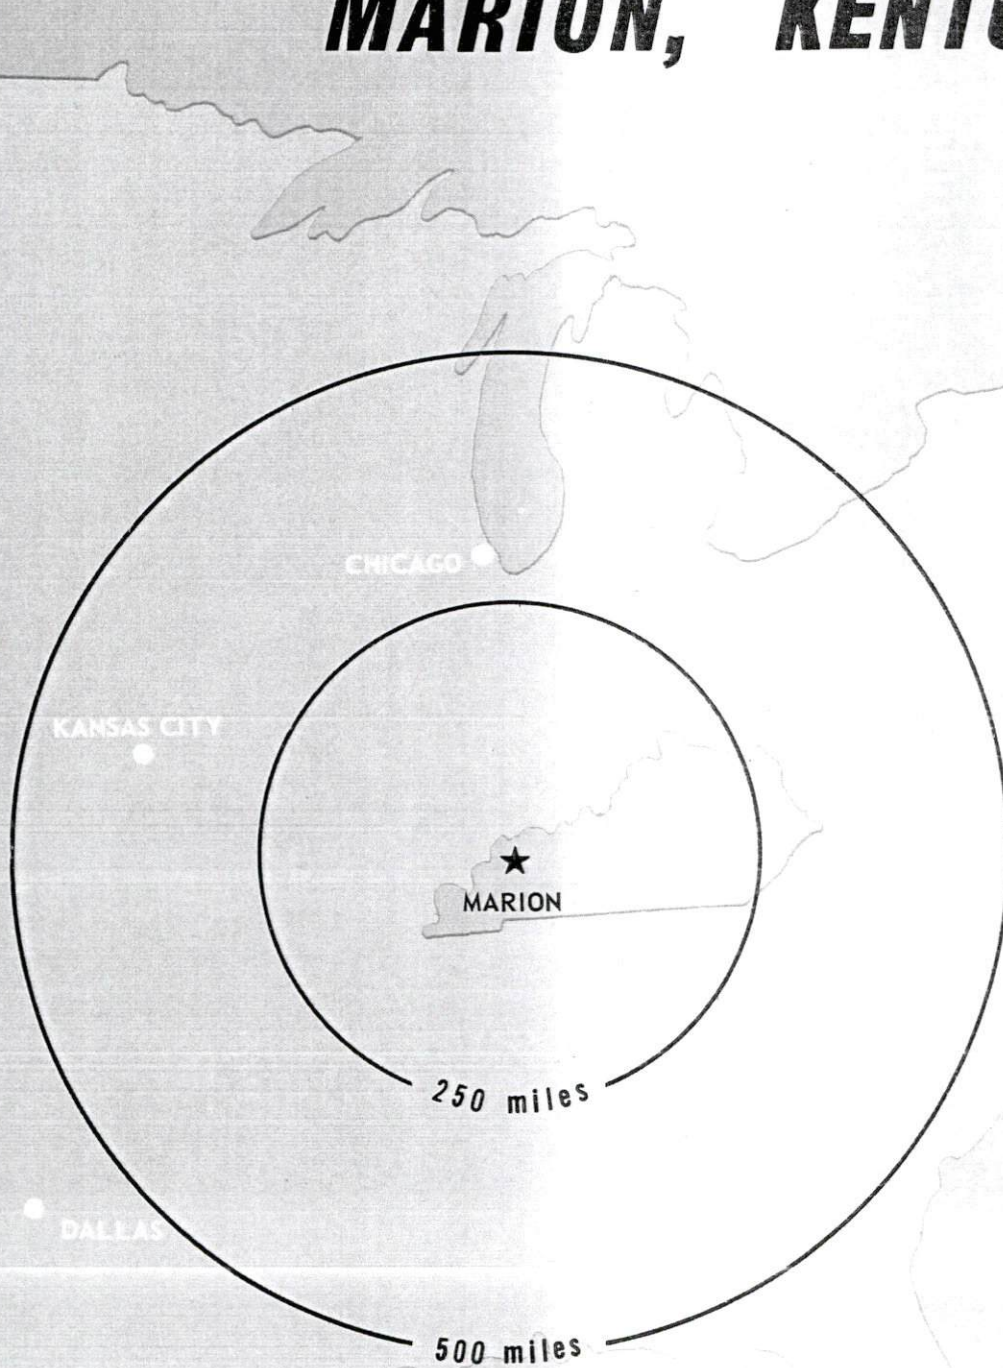 MARION, KENTU
CHICAGO
KANSAS CITY
MARION
250 miles
DALLAS
500 miles